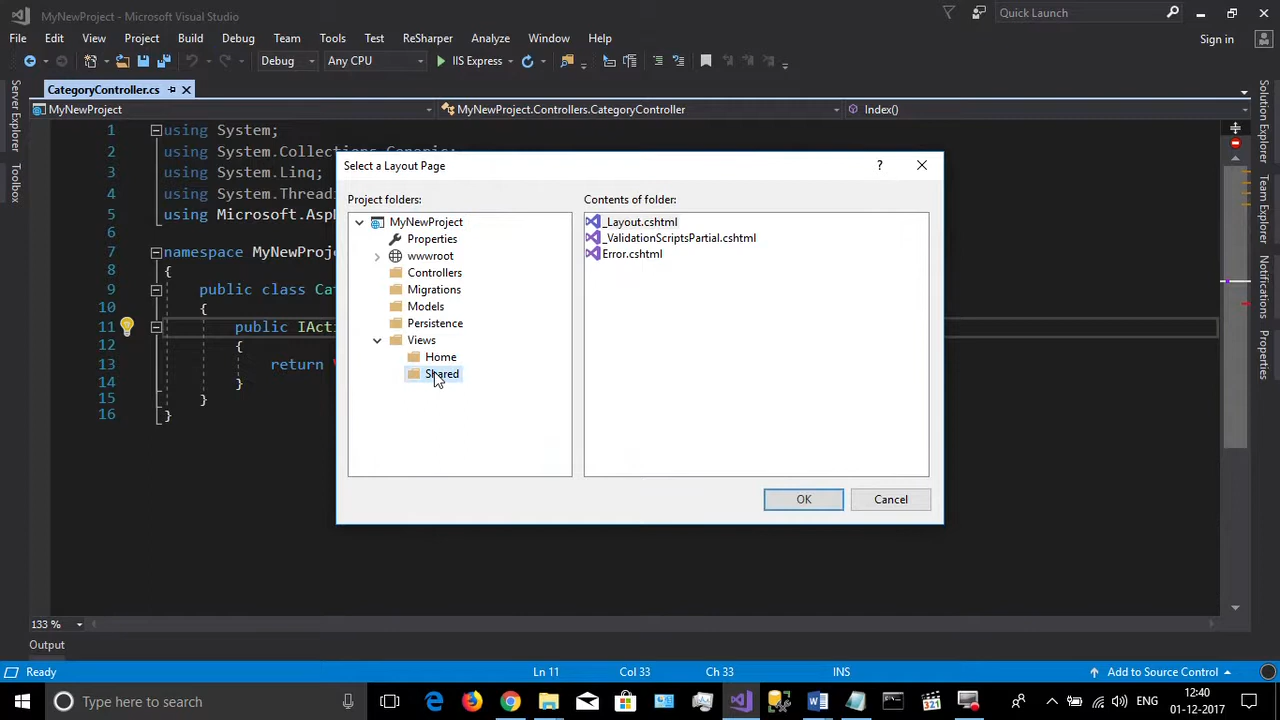 MyNewProject - Microsoft Visual Studio
Quick Launch
File Edit View Project Build Debug Team Tools Test ReSharper Analyze Window Help
Sign in
Debug Any CPU IIS Express
CategoryController.cs
MyNewProject MyNewProject.Controllers.CategoryController Index()
Server Explorer
Toolbox
Solution Explorer
Team Explorer
Notifications
Properties
1 using System;
2 using System.Collections.Generic;
3 using System.Linq;
4 using System.
5 using Microsoft.
6
7 namespace
8 {
9 public class
10 {
11 public
12 {
13 return
14 }
15 }
16 }
Select a Layout Page
?
Project folders:
MyNewProject
Properties
wwwroot
Controllers
Migrations
Models
Persistence
Views
Home
Shared
Contents of folder:
_Layout.cshtml
_ValidationScriptsPartial.cshtml
Error.cshtml
OK Cancel
133 %
Output
Ready Ln 11 Col 33 Ch 33 INS Add to Source Control
Type here to search
321
ENG
12:40
01-12-2017